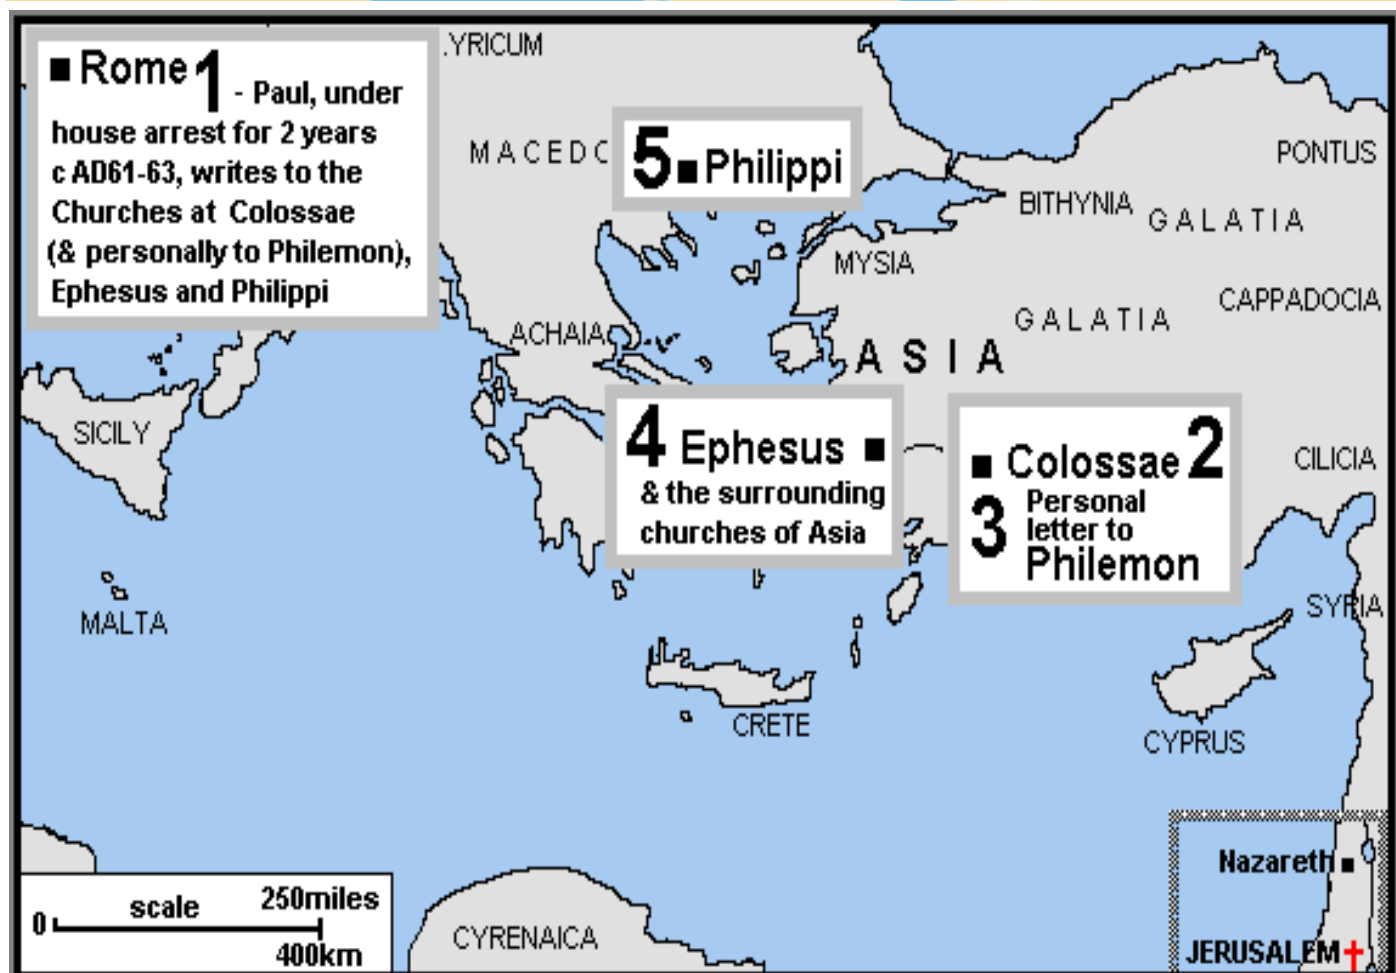 ■ Rome 1 - Paul, under
house arrest for 2 years
c AD61-63, writes to the
Churches at Colossae
(& personally to Philemon),
Ephesus and Philippi
.YRICUM
MACEDC
5 ■ Philippi
PONTUS
BITHYNIA
GALATIA
MYSIA
CAPPADOCIA
GALATIA
ACHAIA
ASIA
SICILY
4 Ephesus ■
& the surrounding
churches of Asia
■ Colossae 2
3 Personal
letter to
Philemon
CILICIA
MALTA
SYRIA
CRETE
CYPRUS
Nazareth ■
JERUSALEM
scale 250miles
0
400km
CYRENAICA